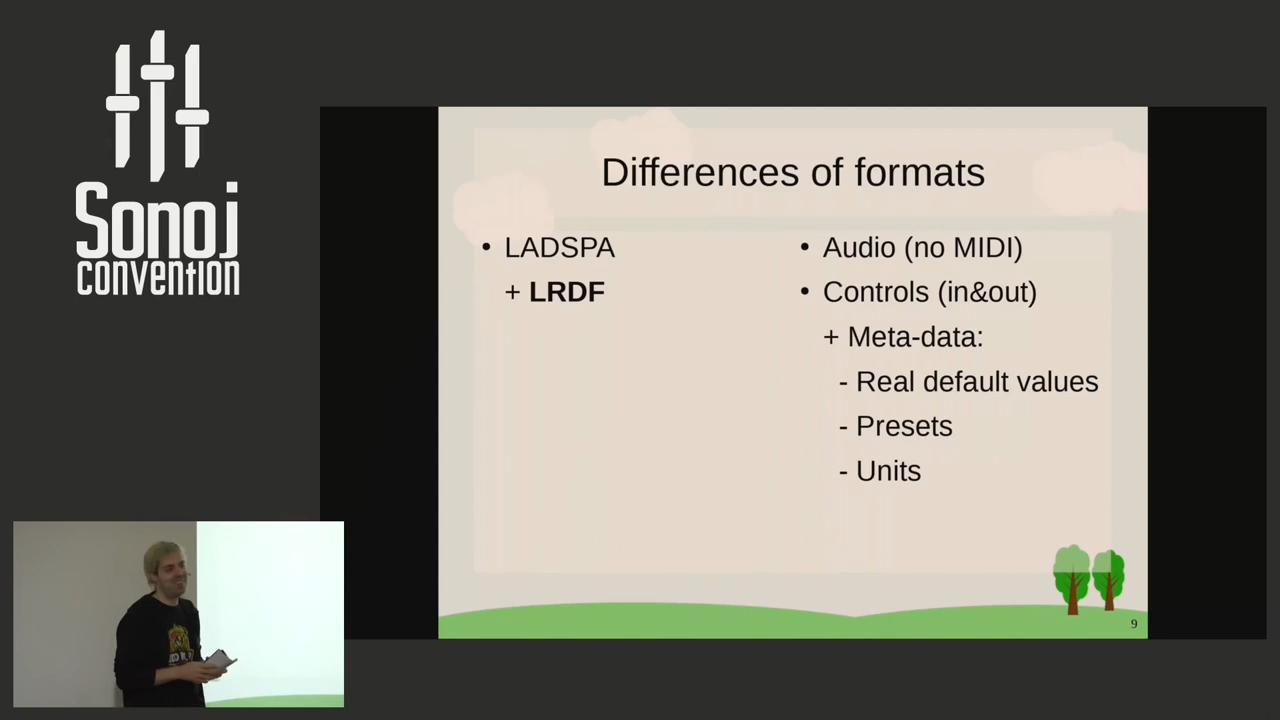 Sonoj
convention
Differences of formats
• LADSPA
+ LRDF
• Audio (no MIDI)
• Controls (in&out)
+ Meta-data:
- Real default values
- Presets
- Units
9